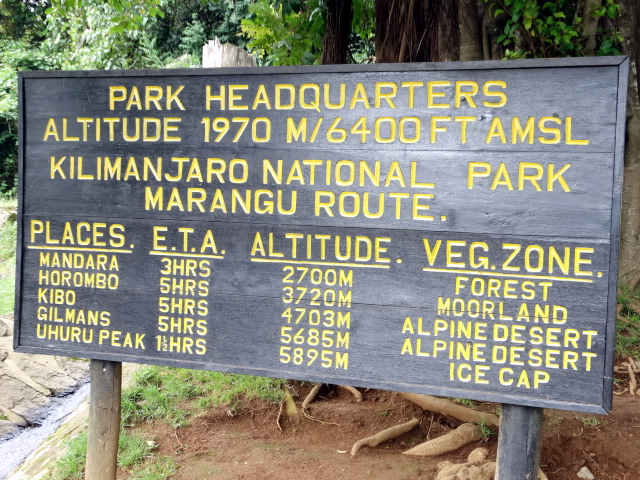 PARK HEADQUARTERS
ALTITUDE 1970 M/6400 FT AMSL
KILIMANJARO NATIONAL PARK
MARANGU ROUTE.
PLACES. E.T.A. ALTITUDE. VEG. ZONE.
MANDARA 3HRS 2700M FOREST
HOROMBO 5HRS 3720M MOORLAND
KIBO 5HRS 4703M ALPINE DESERT
GILMANS 5HRS 5685M ALPINE DESERT
UHURU PEAK 1½HRS 5895M ICE CAP